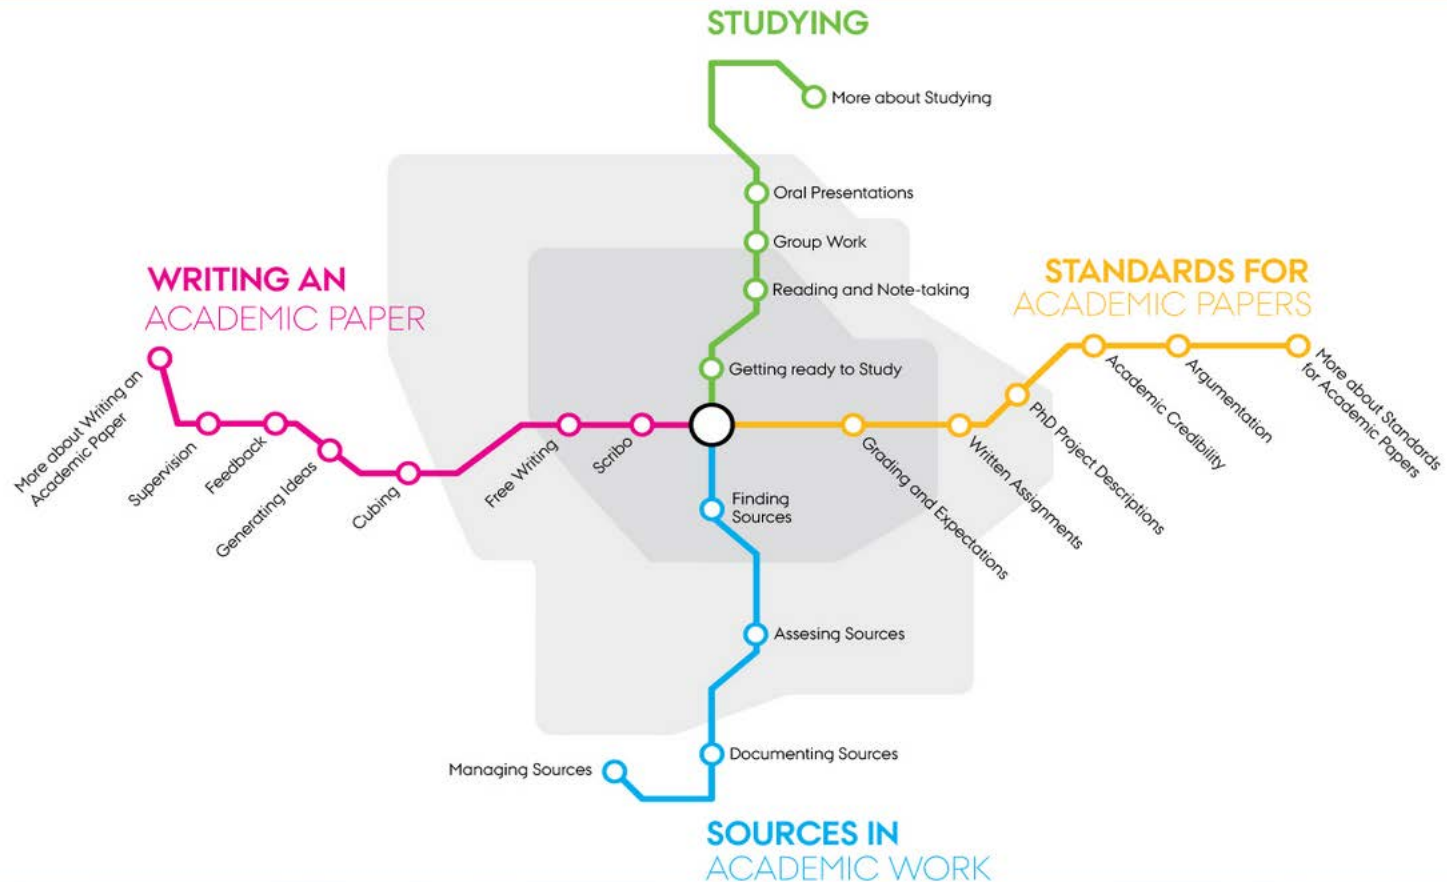 STUDYING
More about Studying
Oral Presentations
Group Work
Reading and Note-taking
Getting ready to Study
WRITING AN
ACADEMIC PAPER
More about Writing an
Academic Paper
Supervision
Feedback
Generating Ideas
Cubing
Free Writing
Scribo
STANDARDS FOR
ACADEMIC PAPERS
Grading and Expectations
Written Assignments
PhD Project Descriptions
Academic Credibility
Argumentation
More about Standards
for Academic Papers
Finding
Sources
Assesing Sources
Documenting Sources
Managing Sources
SOURCES IN
ACADEMIC WORK